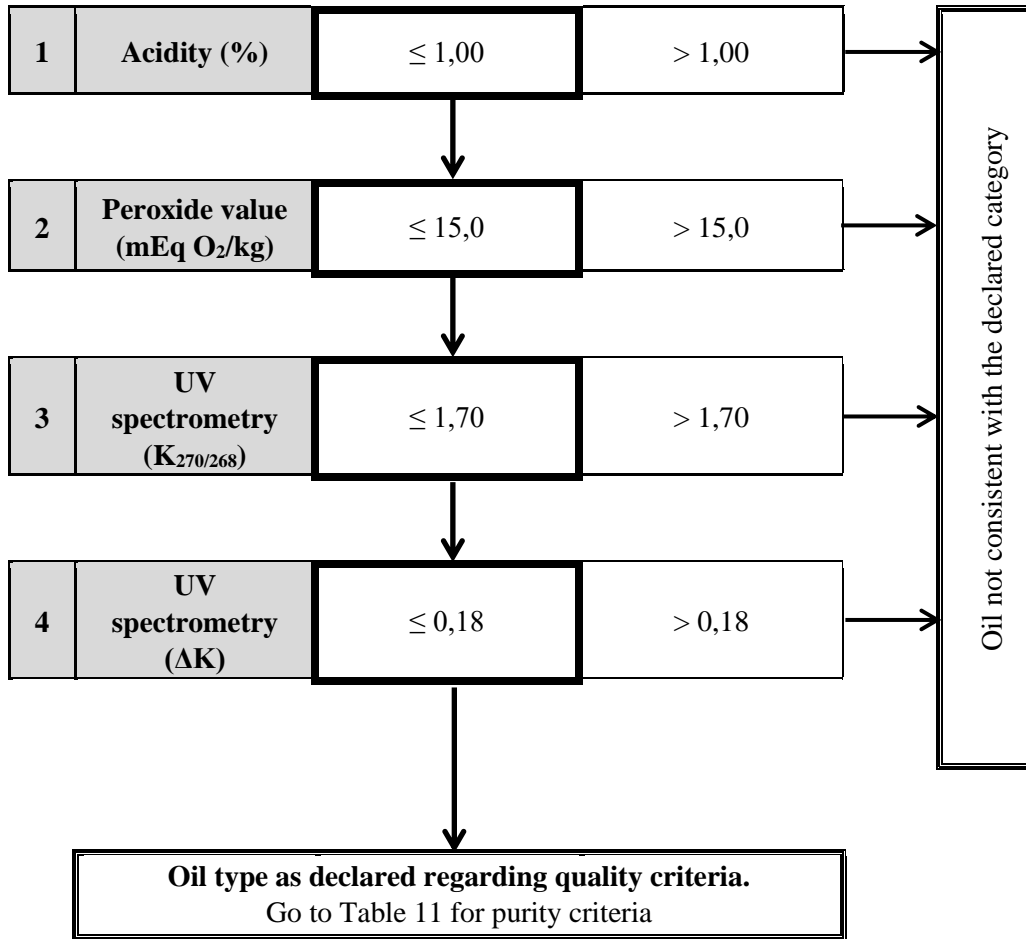 1 Acidity (%) ≤ 1,00 > 1,00
2 Peroxide value (mEq O₂/kg) ≤ 15,0 > 15,0
3 UV spectrometry (K₂₇₀/₂₆₈) ≤ 1,70 > 1,70
4 UV spectrometry (ΔK) ≤ 0,18 > 0,18
Oil not consistent with the declared category
Oil type as declared regarding quality criteria.
Go to Table 11 for purity criteria